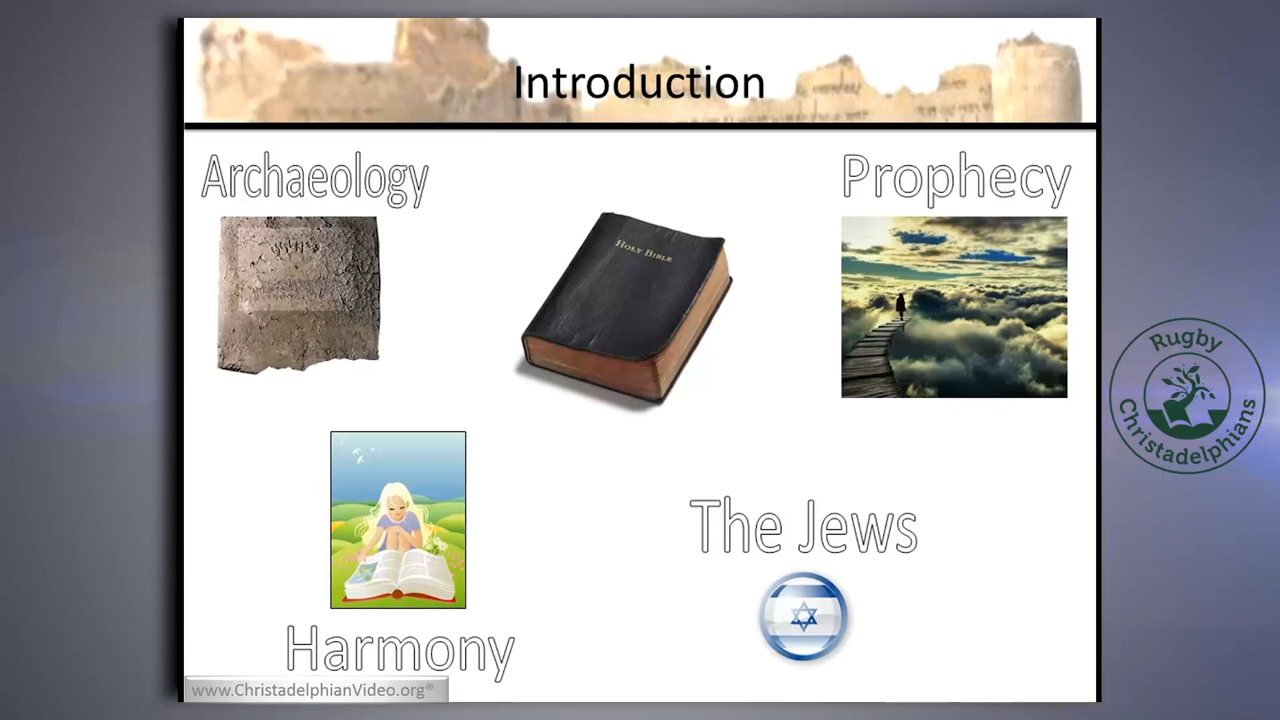 Introduction
Archaeology
Prophecy
HOLY BIBLE
The Jews
Harmony
www.ChristadelphianVideo.org®
Rugby
Christadelphians